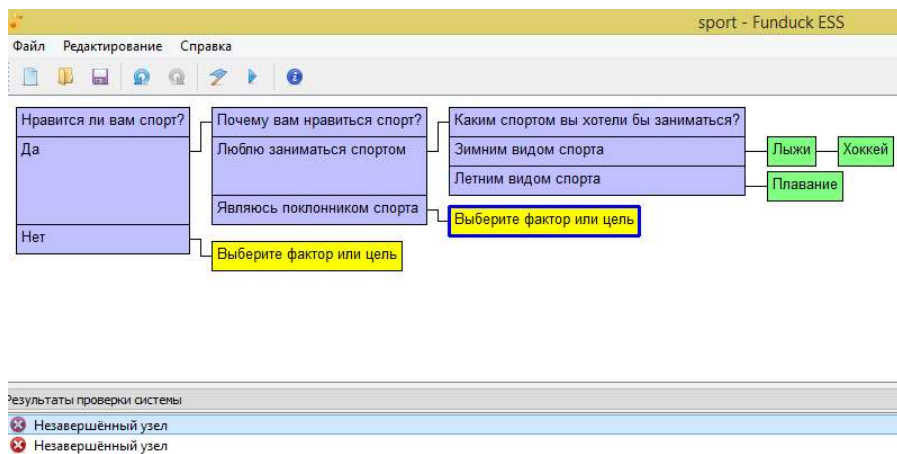 sport - Funduck ESS
Файл Редактирование Справка
Нравится ли вам спорт? Почему вам нравиться спорт? Каким спортом вы хотели бы заниматься?
Да Люблю заниматься спортом Зимним видом спорта Лыжи Хоккей
Летним видом спорта Плавание
Являюсь поклонником спорта Выберите фактор или цель
Нет
Выберите фактор или цель
Результаты проверки системы
Незавершённый узел
Незавершённый узел